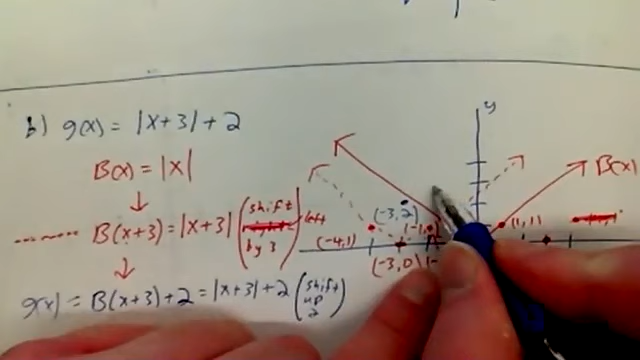 b) g(x) = |x+3| + 2
B(x) = |x|
↓
B(x+3) = |x+3| (shift left by 3)
↓
g(x) = B(x+3) + 2 = |x+3| + 2 (shift up 2)
y
B(x)
(-3,2)
(1,1)
(-4,1)
(-1,
(-3,0)